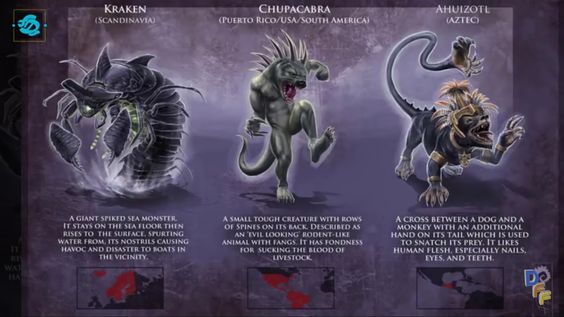 KRAKEN
(SCANDINAVIA)
A GIANT SPIKED SEA MONSTER.
IT STAYS ON THE SEA FLOOR THEN
RISES TO THE SURFACE, SPURTING
WATER FROM, ITS NOSTRILS CAUSING
HAVOC AND DISASTER TO BOATS IN
THE VICINITY.
CHUPACABRA
(PUERTO RICO/USA/SOUTH AMERICA)
A SMALL TOUGH CREATURE WITH ROWS
OF SPINES ON ITS BACK. DESCRIBED AS
AN 'EVIL LOOKING' RODENT-LIKE
ANIMAL WITH FANGS. IT HAS FONDNESS
FOR SUCKING THE BLOOD OF
LIVESTOCK.
AHUIZOTL
(AZTEC)
A CROSS BETWEEN A DOG AND A
MONKEY WITH AN ADDITIONAL
HAND ON ITS TAIL WHICH IS USED
TO SNATCH ITS PREY. IT LIKES
HUMAN FLESH, ESPECIALLY NAILS,
EYES, AND TEETH.